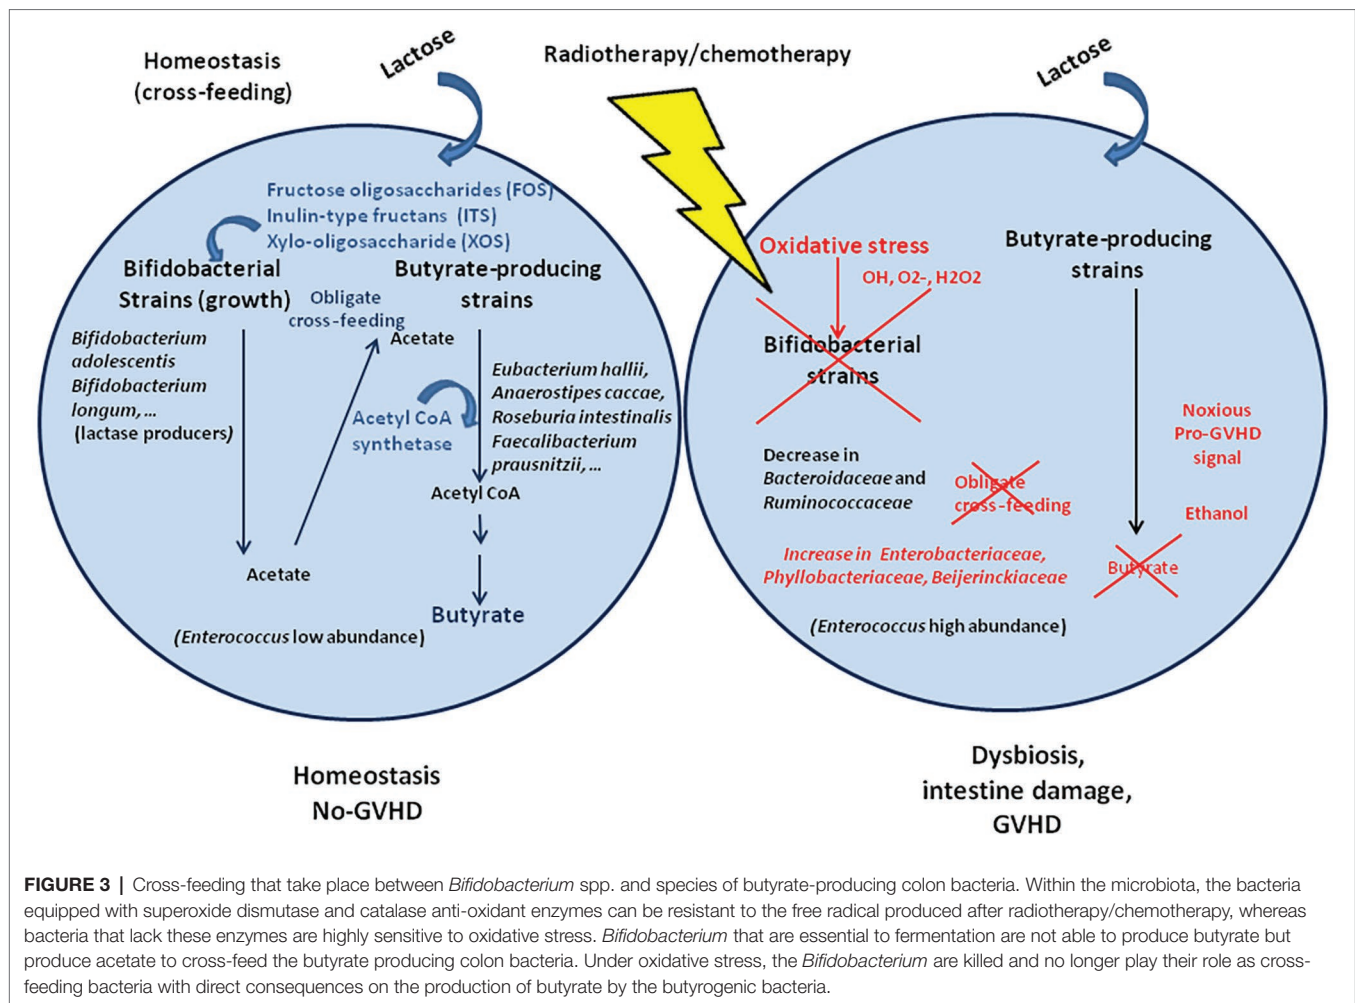 Homeostasis
(cross-feeding)
Lactose
Fructose oligosaccharides (FOS)
Inulin-type fructans (ITS)
Xylo-oligosaccharide (XOS)
Bifidobacterial
Strains (growth)
Butyrate-producing
strains
Obligate
cross-feeding
Acetate
Bifidobacterium
adolescentis
Bifidobacterium
longum, ...
(lactase producers)
Acetyl CoA
synthetase
Eubacterium hallii,
Anaerostipes caccae,
Roseburia intestinalis
Faecalibacterium
prausnitzii, ...
Acetyl CoA
Acetate
Butyrate
(Enterococcus low abundance)
Homeostasis
No-GVHD
Radiotherapy/chemotherapy
Lactose
Oxidative stress
OH, O2-, H2O2
Butyrate-producing
strains
Bifidobacterial
strains
Noxious
Pro-GVHD
signal
Decrease in
Bacteroidaceae and
Ruminococcaceae
Obligate
cross-feeding
Ethanol
Increase in Enterobacteriaceae,
Phyllobacteriaceae, Beijerinckiaceae
Butyrate
(Enterococcus high abundance)
Dysbiosis,
intestine damage,
GVHD
FIGURE 3 | Cross-feeding that take place between Bifidobacterium spp. and species of butyrate-producing colon bacteria. Within the microbiota, the bacteria
equipped with superoxide dismutase and catalase anti-oxidant enzymes can be resistant to the free radical produced after radiotherapy/chemotherapy, whereas
bacteria that lack these enzymes are highly sensitive to oxidative stress. Bifidobacterium that are essential to fermentation are not able to produce butyrate but
produce acetate to cross-feed the butyrate producing colon bacteria. Under oxidative stress, the Bifidobacterium are killed and no longer play their role as cross-
feeding bacteria with direct consequences on the production of butyrate by the butyrogenic bacteria.